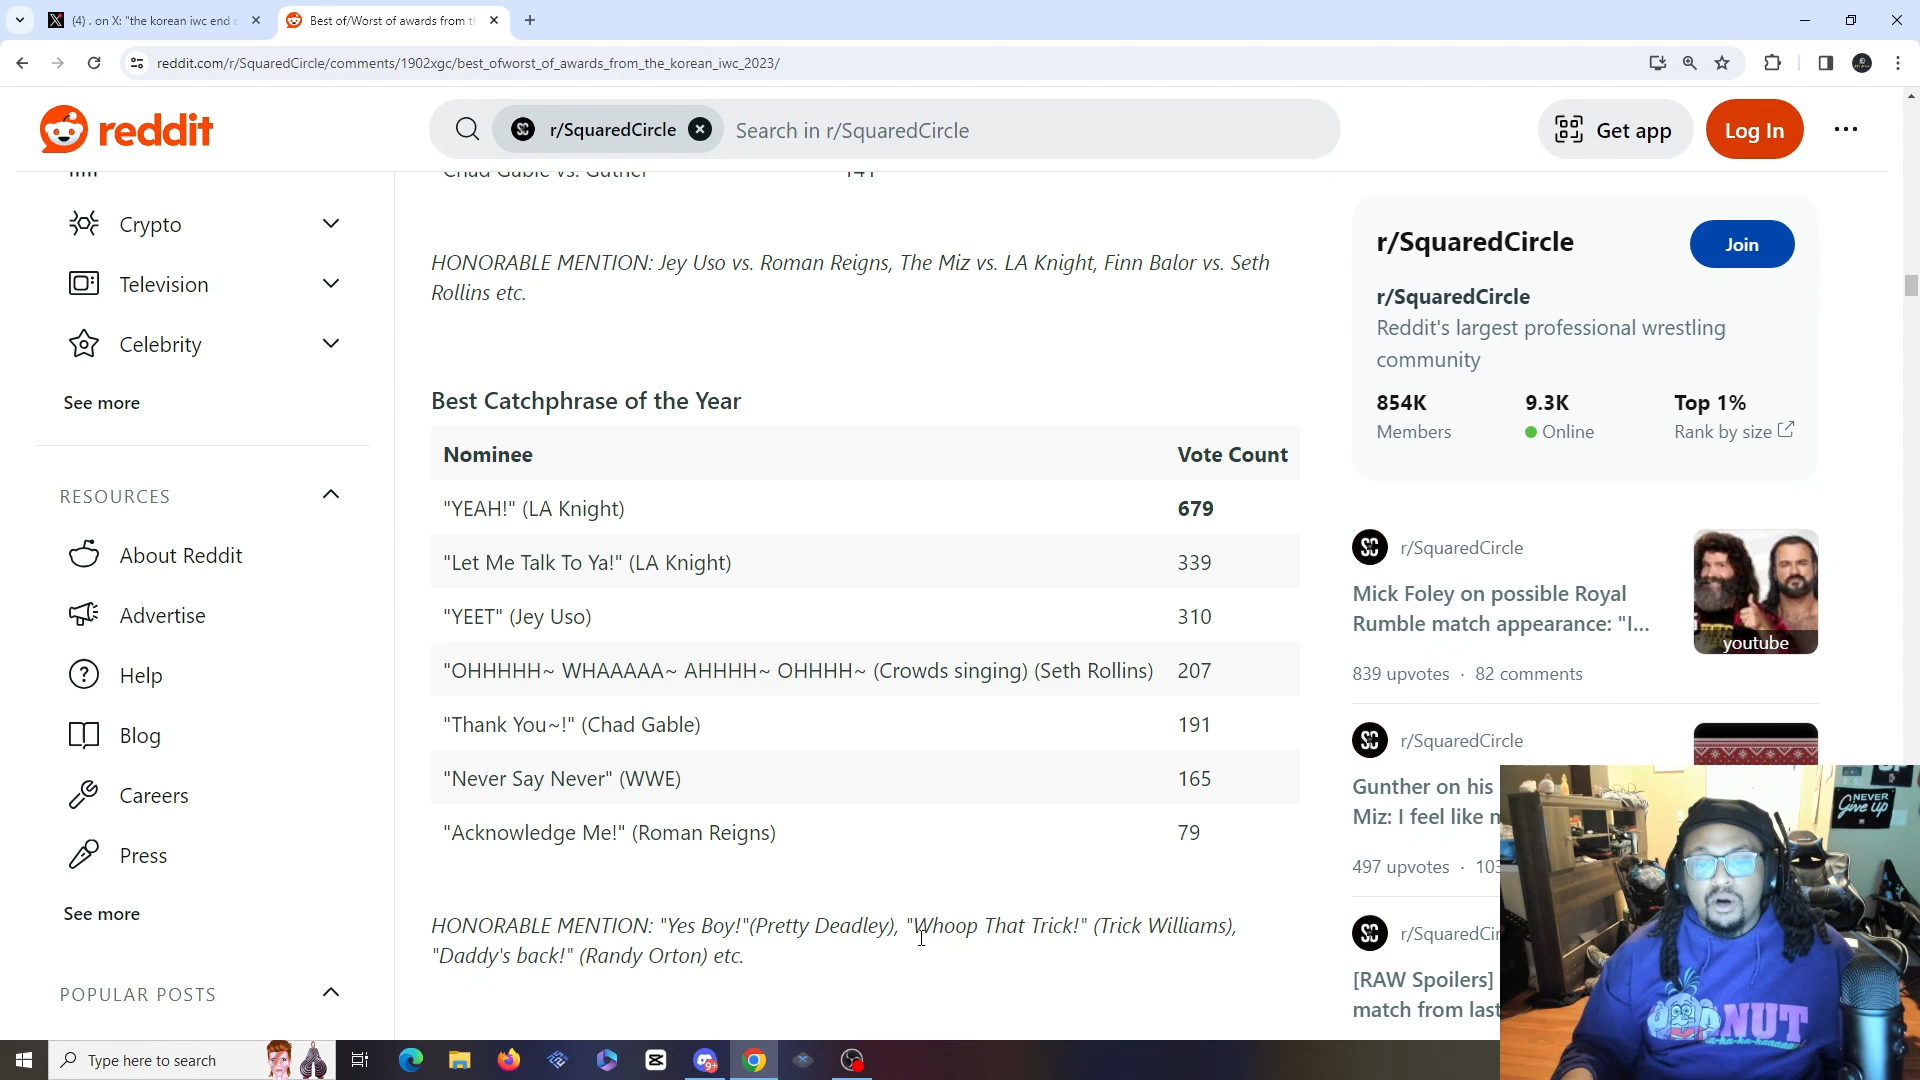 (4) . on X: "the korean iwc end
Best of/Worst of awards from
reddit.com/r/SquaredCircle/comments/1902xgc/best_ofworst_of_awards_from_the_korean_iwc_2023/
reddit
r/SquaredCircle
Search in r/SquaredCircle
Get app
Log In
Crypto
Television
Celebrity
See more
RESOURCES
About Reddit
Advertise
Help
Blog
Careers
Press
See more
POPULAR POSTS
HONORABLE MENTION: Jey Uso vs. Roman Reigns, The Miz vs. LA Knight, Finn Balor vs. Seth
Rollins etc.
Best Catchphrase of the Year
Nominee Vote Count
"YEAH!" (LA Knight) 679
"Let Me Talk To Ya!" (LA Knight) 339
"YEET" (Jey Uso) 310
"OHHHHH~ WHAAAAA~ AHHHH~ OHHHH~ (Crowds singing) (Seth Rollins) 207
"Thank You~!" (Chad Gable) 191
"Never Say Never" (WWE) 165
"Acknowledge Me!" (Roman Reigns) 79
HONORABLE MENTION: "Yes Boy!"(Pretty Deadley), "Whoop That Trick!" (Trick Williams),
"Daddy's back!" (Randy Orton) etc.
r/SquaredCircle
Join
r/SquaredCircle
Reddit's largest professional wrestling
community
854K 9.3K Top 1%
Members Online Rank by size
r/SquaredCircle
Mick Foley on possible Royal
Rumble match appearance: "I...
youtube
839 upvotes · 82 comments
r/SquaredCircle
Gunther on his
Miz: I feel like
497 upvotes ·
[RAW Spoilers]
match from last
NEVER
Give UP
NUT
Type here to search